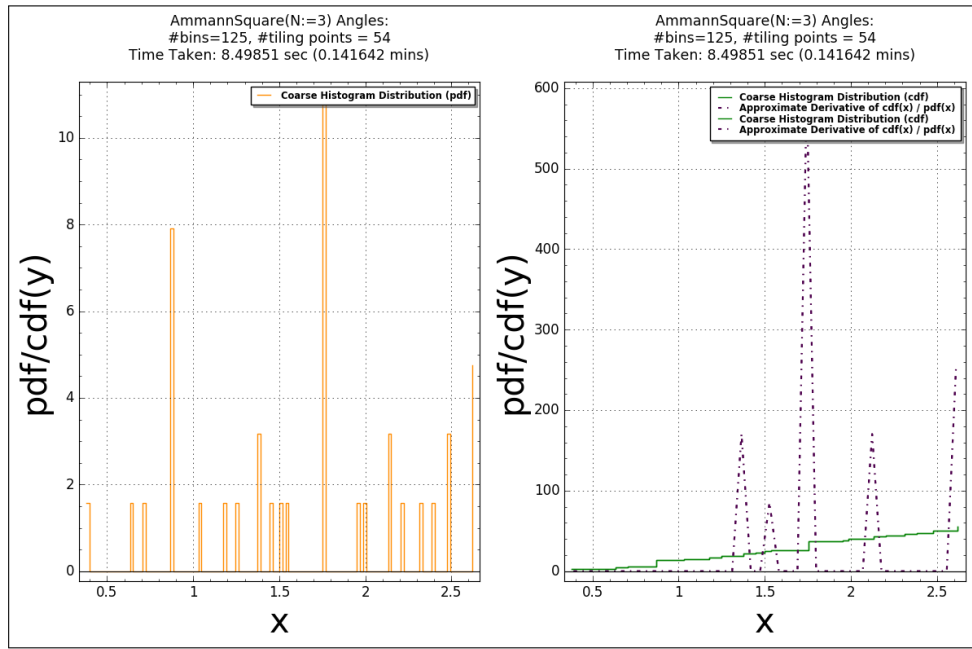 AmmannSquare(N:=3) Angles:
#bins=125, #tiling points = 54
Time Taken: 8.49851 sec (0.141642 mins)
Coarse Histogram Distribution (pdf)
pdf/cdf(y)
10
8
6
4
2
0
0.5
1
1.5
2
2.5
x
AmmannSquare(N:=3) Angles:
#bins=125, #tiling points = 54
Time Taken: 8.49851 sec (0.141642 mins)
Coarse Histogram Distribution (cdf)
Approximate Derivative of cdf(x) / pdf(x)
Coarse Histogram Distribution (cdf)
Approximate Derivative of cdf(x) / pdf(x)
pdf/cdf(y)
600
500
400
300
200
100
0
0.5
1
1.5
2
2.5
x